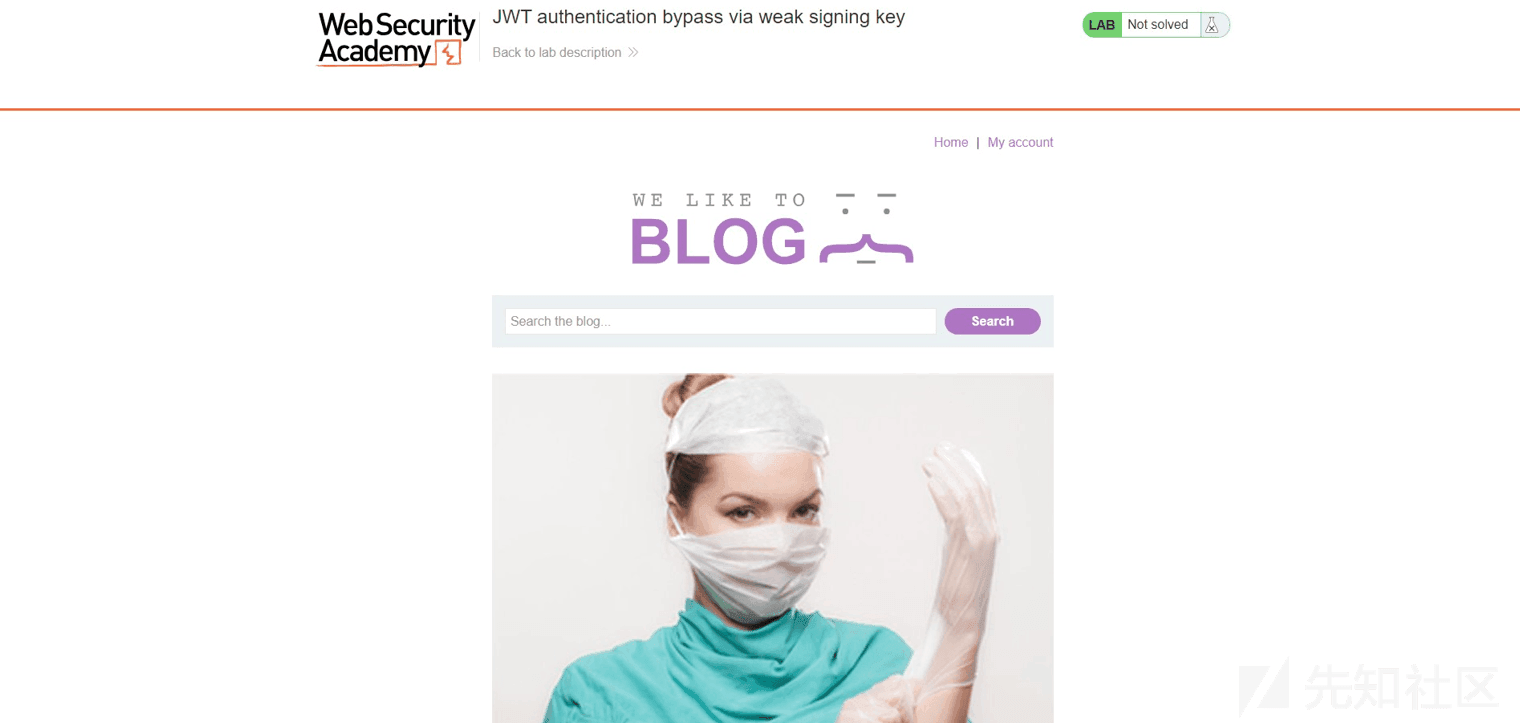 Web Security
Academy
JWT authentication bypass via weak signing key
Back to lab description
LAB Not solved
Home | My account
WE LIKE TO
BLOG
Search the blog...
Search
先知社区